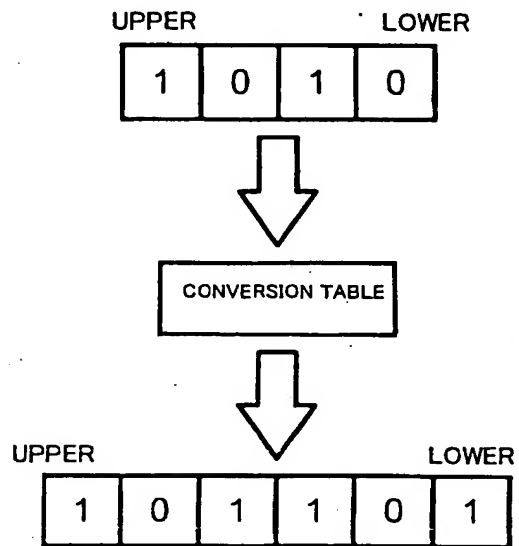 UPPER LOWER
1 0 1 0
CONVERSION TABLE
UPPER LOWER
1 0 1 1 0 1